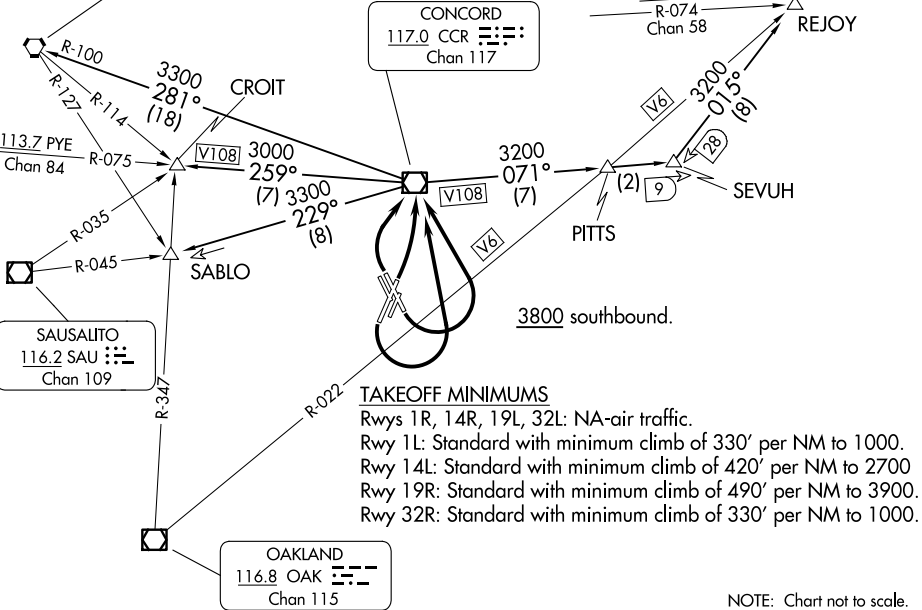 CONCORD
117.0 CCR
Chan 117
R-074
Chan 58
REJOY
R-100
R-127
R-114
3300
281°
(18)
CROIT
3200
015°
(8)
V6
28
113.7 PYE
Chan 84
R-075
V108
3000
259°
(7)
3300
229°
(8)
V108
3200
071°
(7)
(2)
9
SEVUH
PITTS
V6
R-035
R-045
SABLO
SAUSALITO
116.2 SAU
Chan 109
3800 southbound.
R-347
R-022
TAKEOFF MINIMUMS
Rwys 1R, 14R, 19L, 32L: NA-air traffic.
Rwy 1L: Standard with minimum climb of 330' per NM to 1000.
Rwy 14L: Standard with minimum climb of 420' per NM to 2700
Rwy 19R: Standard with minimum climb of 490' per NM to 3900.
Rwy 32R: Standard with minimum climb of 330' per NM to 1000.
OAKLAND
116.8 OAK
Chan 115
NOTE: Chart not to scale.